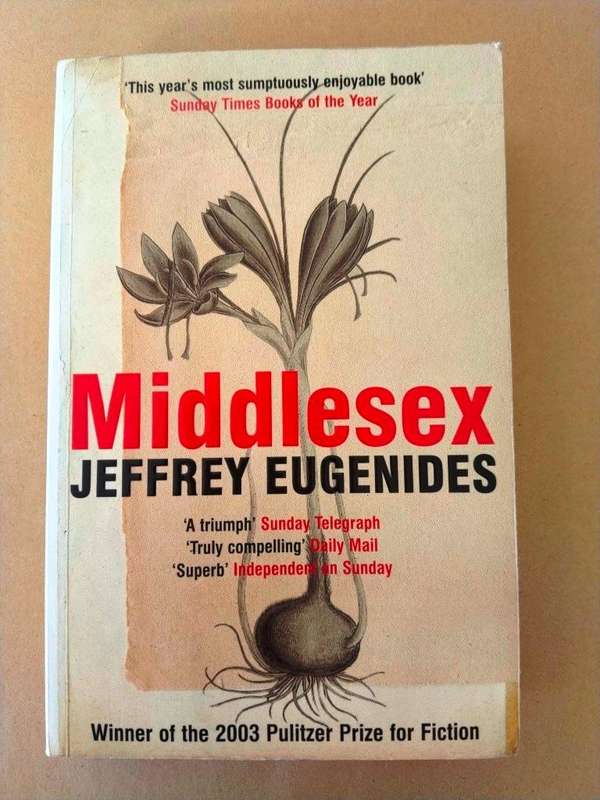 'This year's most sumptuously enjoyable book'
Sunday Times Books of the Year
Middlesex
JEFFREY EUGENIDES
'A triumph' Sunday Telegraph
'Truly compelling' Daily Mail
'Superb' Independent on Sunday
Winner of the 2003 Pulitzer Prize for Fiction